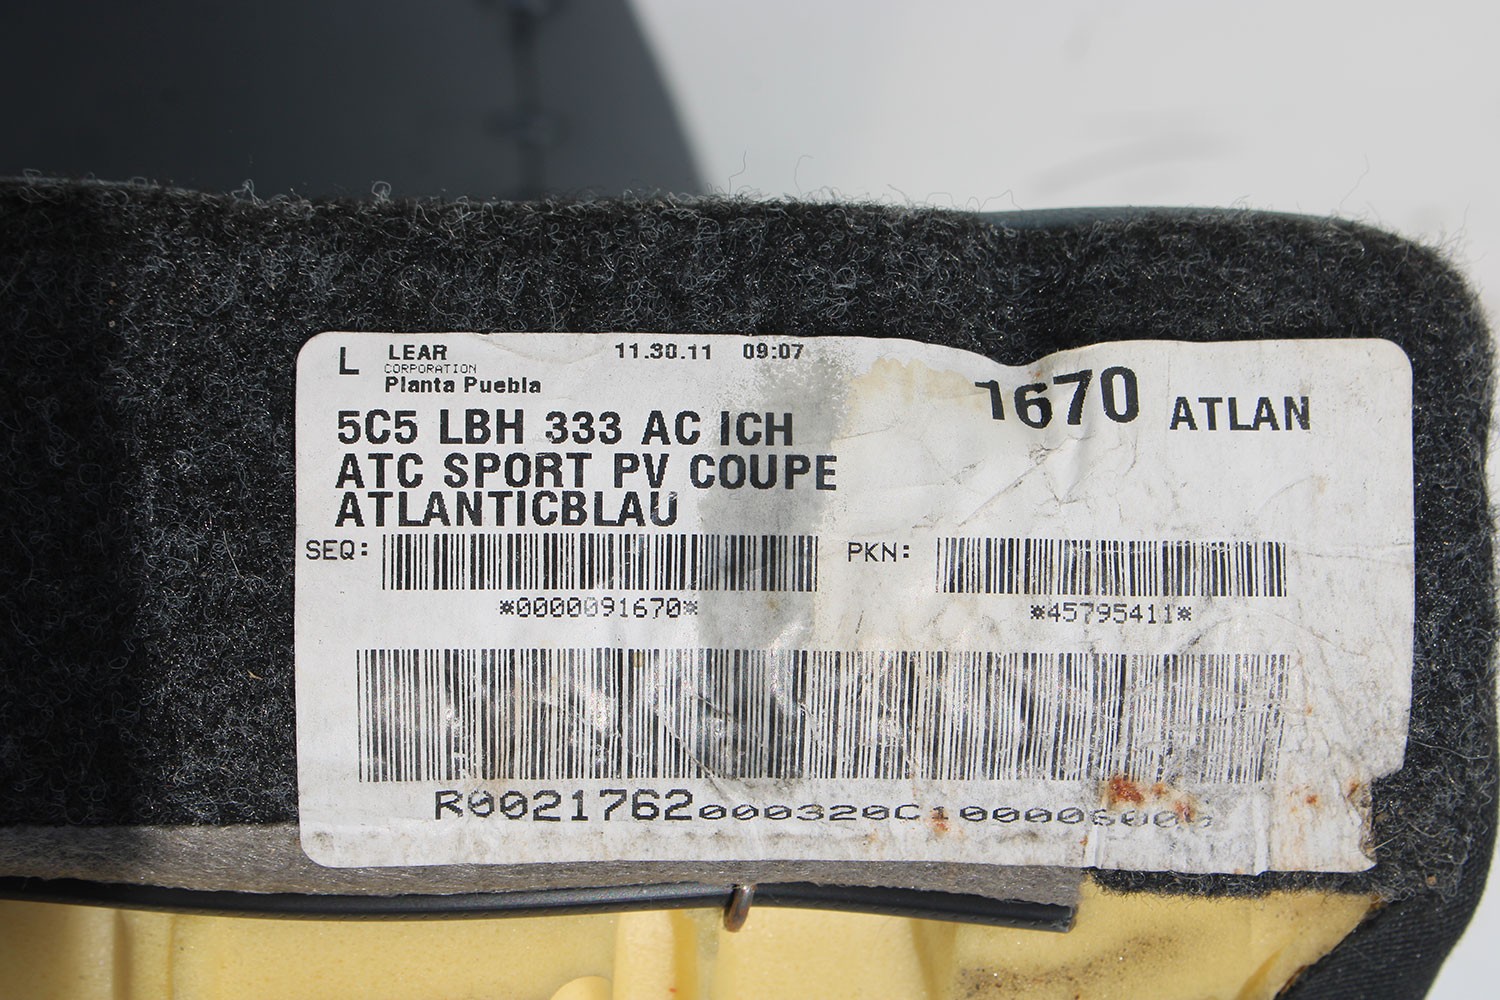 L LEAR 11.30.11 09:07
CORPORATION
Planta Puebla
1670 ATLAN
5C5 LBH 333 AC ICH
ATC SPORT PV COUPE
ATLANTICBLAU
SEQ: PKN:
*0000091670* *45795411*
R0021762000320C100006000